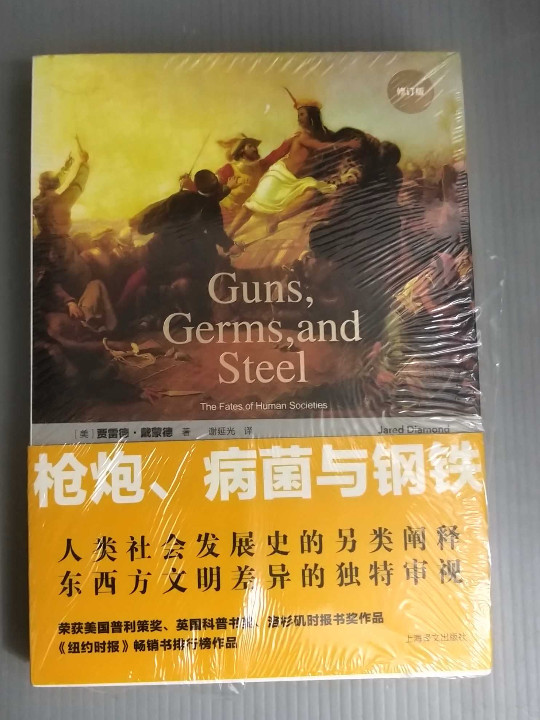 修订版
Guns,
Germs,and
Steel
The Fates of Human Societies
[美] 贾雷德·戴蒙德 著 谢延光 译 Jared Diamond
枪炮、病菌与钢铁
人类社会发展史的另类阐释
东西方文明差异的独特审视
荣获美国普利策奖、英国科普书奖、洛杉矶时报书奖作品
《纽约时报》畅销书排行榜作品
上海译文出版社